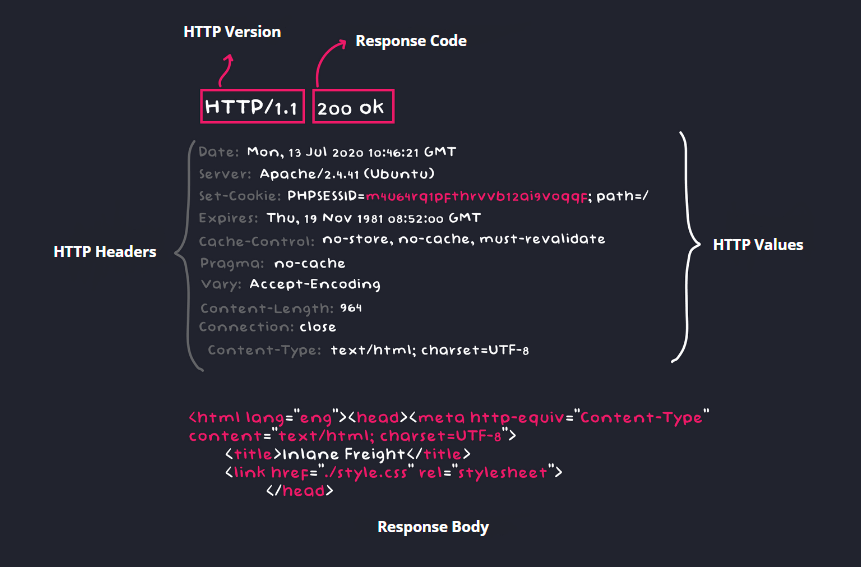 HTTP Version
Response Code
HTTP/1.1 200 ok
Date: Mon, 13 Jul 2020 10:46:21 GMT
Server: Apache/2.4.41 (Ubuntu)
Set-Cookie: PHPSESSID=m4u64rq1pfthrvvb12ai9voqqf; path=/
Expires: Thu, 19 Nov 1981 08:52:00 GMT
Cache-Control: no-store, no-cache, must-revalidate
HTTP Headers
HTTP Values
Pragma: no-cache
Vary: Accept-Encoding
Content-Length: 964
Connection: close
Content-Type: text/html; charset=UTF-8
<html lang="eng"><head><meta http-equiv="Content-Type"
content="text/html; charset=UTF-8">
<title>Inlane Freight</title>
<link href="./style.css" rel="stylesheet">
</head>
Response Body